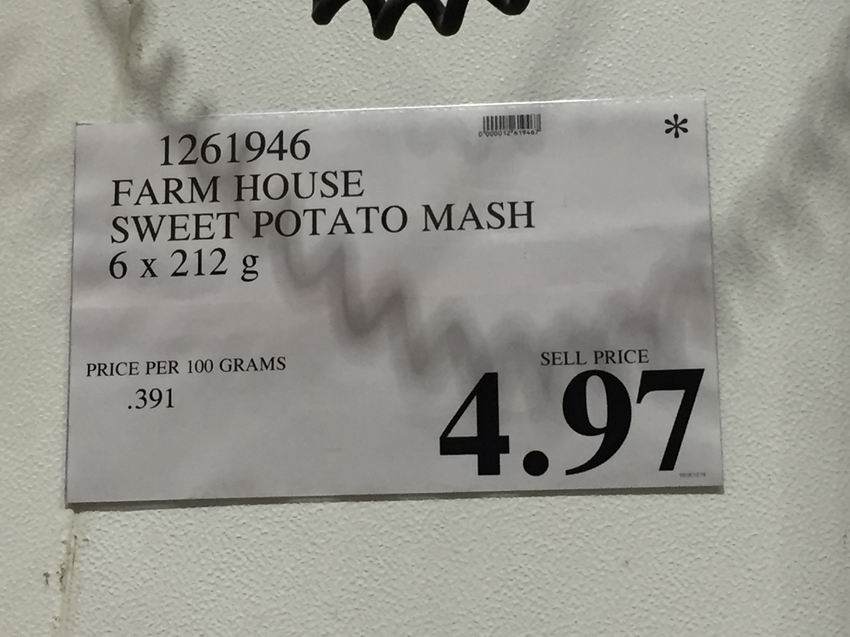 1261946
*
FARM HOUSE
SWEET POTATO MASH
6 x 212 g
PRICE PER 100 GRAMS
.391
SELL PRICE
4.97